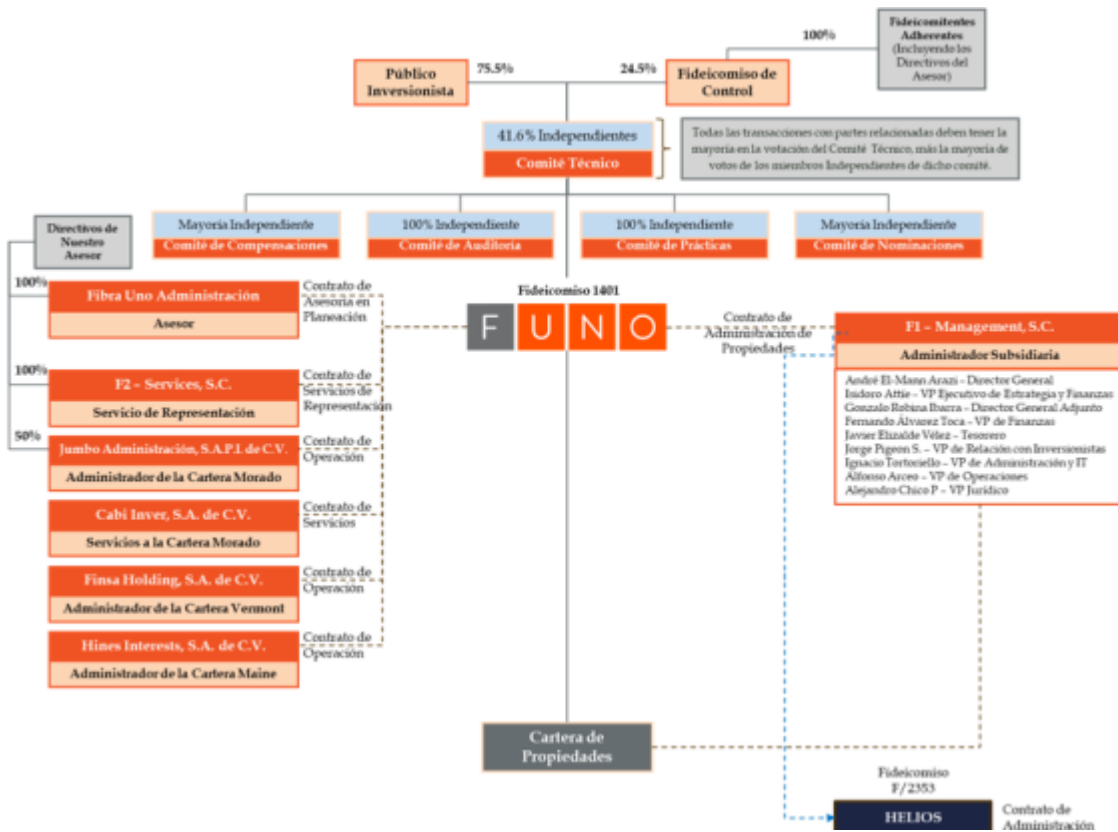 Fideicomitentes
Adherentes
(Incluyendo los
Directivos del
Asesor)
100%
Público
Inversionista
75.5%
24.5%
Fideicomiso de
Control
41.6% Independientes
Comité Técnico
Todas las transacciones con partes relacionadas deben tener la
mayoría en la votación del Comité Técnico, más la mayoría de
votos de los miembros Independientes de dicho comité.
Mayoría Independiente
Comité de Compensaciones
100% Independiente
Comité de Auditoría
100% Independiente
Comité de Prácticas
Mayoría Independiente
Comité de Nominaciones
Directivos de
Nuestro
Asesor
100%
Fibra Uno Administración
Asesor
Contrato de
Asesoría en
Planeación
Fideicomiso 1401
FUNO
Contrato de
Administración de
Propiedades
F1 – Management, S.C.
Administrador Subsidiaria
André El-Mann Arazi – Director General
Isidoro Attie – VP Ejecutivo de Estrategia y Finanzas
Gonzalo Robina Ibarra – Director General Adjunto
Fernando Álvarez Toca – VP de Finanzas
Javier Elizalde Vélez – Tesorero
Jorge Pigeon S. – VP de Relación con Inversionistas
Ignacio Tortoriello – VP de Administración y IT
Alfonso Arceo – VP de Operaciones
Alejandro Chico P – VP Jurídico
100%
F2 – Services, S.C.
Servicio de Representación
Contrato de
Servicios de
Representación
50%
Jumbo Administración, S.A.P.I. de C.V.
Administrador de la Cartera Morado
Contrato de
Operación
Cabi Inver, S.A. de C.V.
Servicios a la Cartera Morado
Contrato de
Servicios
Finsa Holding, S.A. de C.V.
Administrador de la Cartera Vermont
Contrato de
Operación
Hines Interests, S.A. de C.V.
Administrador de la Cartera Maine
Contrato de
Operación
Cartera de
Propiedades
Fideicomiso
F/2353
HELIOS
Contrato de
Administración